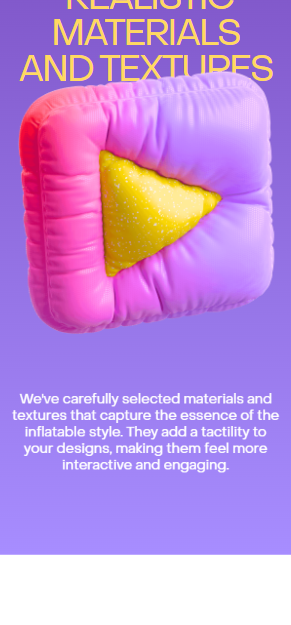 REALISTIC
MATERIALS
AND TEXTURES
We've carefully selected materials and
textures that capture the essence of the
inflatable style. They add a tactility to
your designs, making them feel more
interactive and engaging.